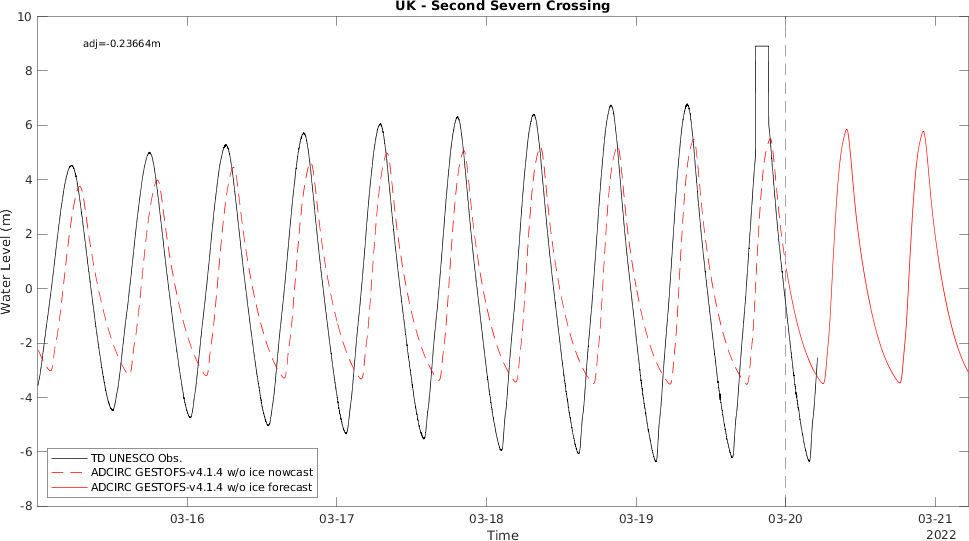 UK - Second Severn Crossing
10
adj=-0.23664m
8
6
4
2
0
-2
-4
-6
-8
Water Level (m)
TD UNESCO Obs.
ADCIRC GESTOFS-v4.1.4 w/o ice nowcast
ADCIRC GESTOFS-v4.1.4 w/o ice forecast
03-16 03-17 03-18 03-19 03-20 03-21
Time
2022